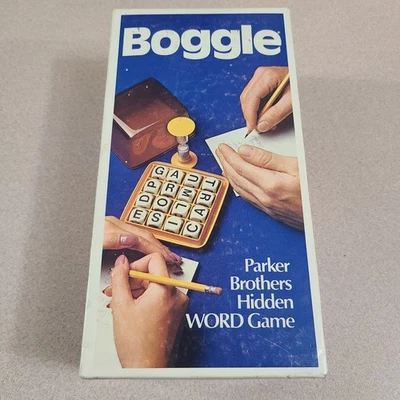 Boggle
Parker
Brothers
Hidden
WORD Game